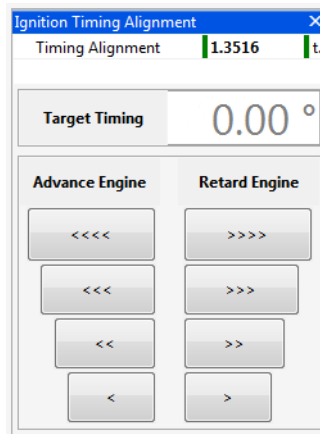 Ignition Timing Alignment ×
Timing Alignment 1.3516 t.
Target Timing 0.00 °
Advance Engine Retard Engine
<<<< >>>>
<<< >>>
<< >>
< >